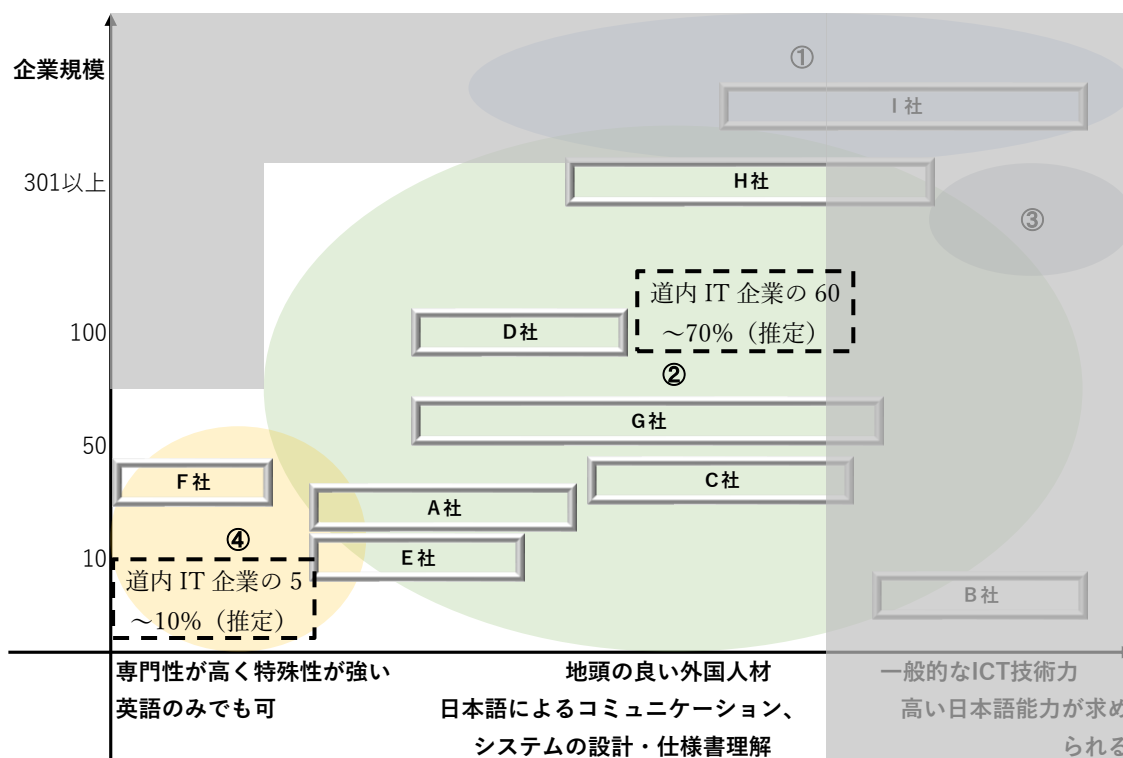 企業規模
①
I 社
301以上
H社
③
道内 IT 企業の 60
～70%（推定）
100
D社
②
G社
50
F社
C社
A社
④
10
E社
道内 IT 企業の 5
～10%（推定）
B社
専門性が高く特殊性が強い
英語のみでも可
地頭の良い外国人材
日本語によるコミュニケーション、
システムの設計・仕様書理解
一般的なICT技術力
高い日本語能力が求め
られる